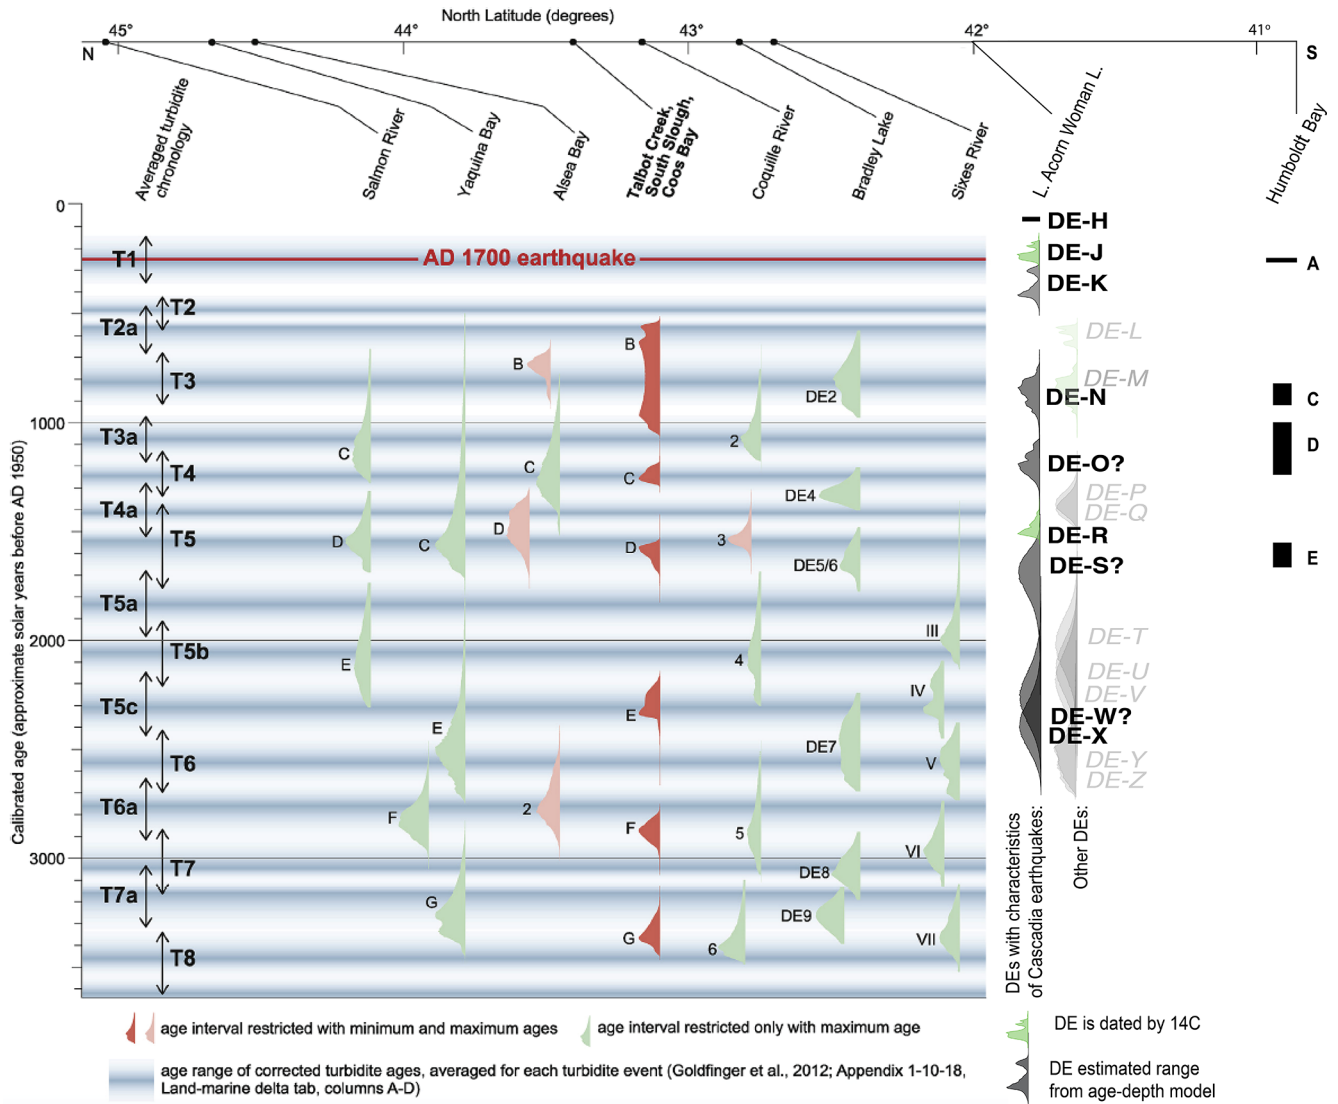 North Latitude (degrees)
45°
44°
43°
42°
41°
N
S
Averaged turbidite
chronology
Salmon River
Yaquina Bay
Alsea Bay
Talbot Creek,
South Slough,
Coos Bay
Coquille River
Bradley Lake
Sixes River
L. Acorn Woman L.
Humboldt Bay
Calibrated age (approximate solar years before AD 1950)
0
1000
2000
3000
T1
T2
T2a
T3
T3a
T4
T4a
T5
T5a
T5b
T5c
T6
T6a
T7
T7a
T8
AD 1700 earthquake
C
D
E
C
E
F
G
B
C
D
2
B
C
D
E
F
G
2
3
4
5
6
DE2
DE4
DE5/6
DE7
DE8
DE9
III
IV
V
VI
VII
DE-H
DE-J
DE-K
DE-L
DE-M
DE-N
DE-O?
DE-P
DE-Q
DE-R
DE-S?
DE-T
DE-U
DE-V
DE-W?
DE-X
DE-Y
DE-Z
A
C
D
E
DEs with characteristics
of Cascadia earthquakes:
Other DEs:
age interval restricted with minimum and maximum ages
age interval restricted only with maximum age
age range of corrected turbidite ages, averaged for each turbidite event (Goldfinger et al., 2012; Appendix 1-10-18,
Land-marine delta tab, columns A-D)
DE is dated by 14C
DE estimated range
from age-depth model